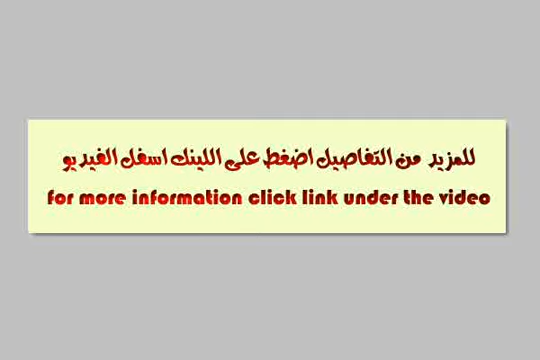 للمزيد من التفاصيل اضغط على اللينك اسفل الفيديو
for more information click link under the video